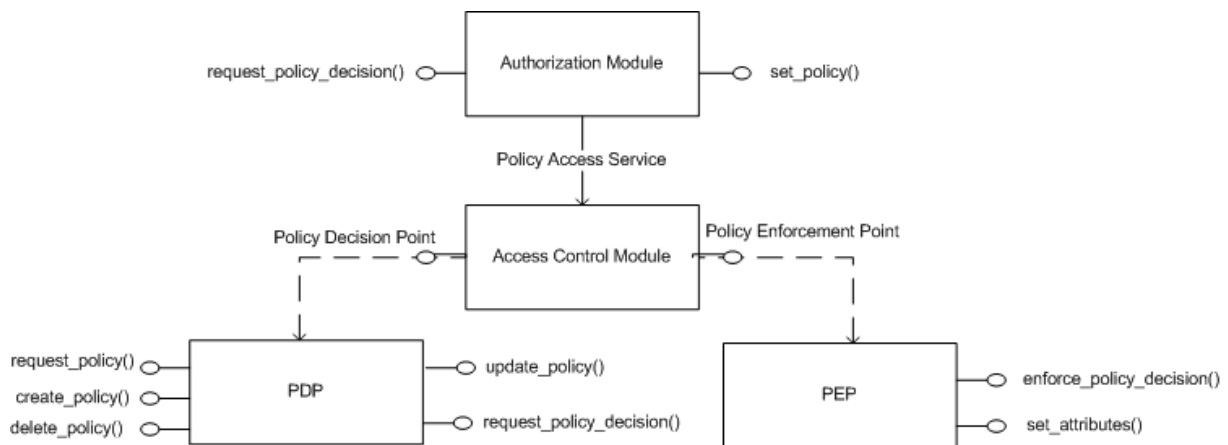 Authorization Module
request_policy_decision()
set_policy()
Policy Access Service
Policy Decision Point
Policy Enforcement Point
Access Control Module
request_policy()
create_policy()
delete_policy()
PDP
update_policy()
request_policy_decision()
PEP
enforce_policy_decision()
set_attributes()